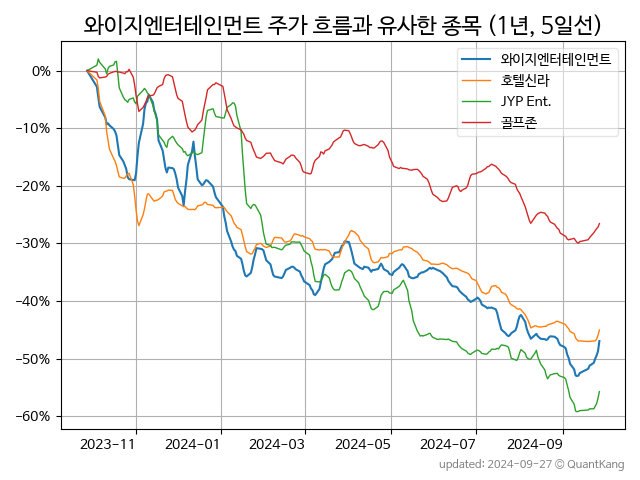 와이지엔터테인먼트 주가 흐름과 유사한 종목 (1년, 5일선)
와이지엔터테인먼트
호텔신라
JYP Ent.
골프존
0%
-10%
-20%
-30%
-40%
-50%
-60%
2023-11 2024-01 2024-03 2024-05 2024-07 2024-09
updated: 2024-09-27 © QuantKang